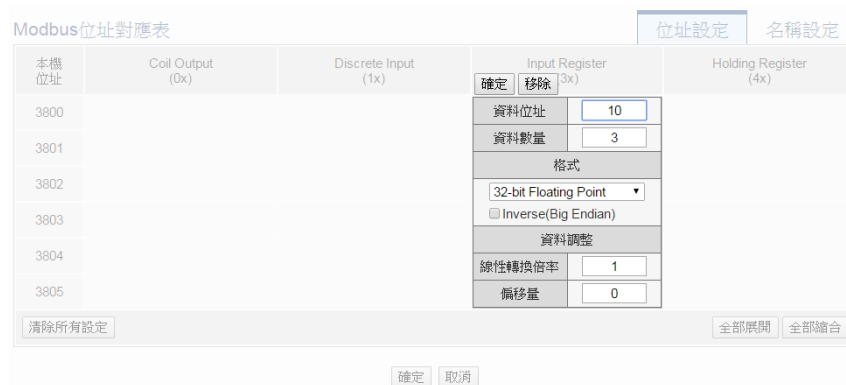 Modbus位址對應表
位址設定 名稱設定
本機位址 Coil Output (0x) Discrete Input (1x) Input Register 3x) Holding Register (4x)
確定 移除
3800
資料位址 10
3801
資料數量 3
格式
3802
32-bit Floating Point
3803
Inverse(Big Endian)
資料調整
3804
線性轉換倍率 1
3805
偏移量 0
清除所有設定 全部展開 全部縮合
確定 取消